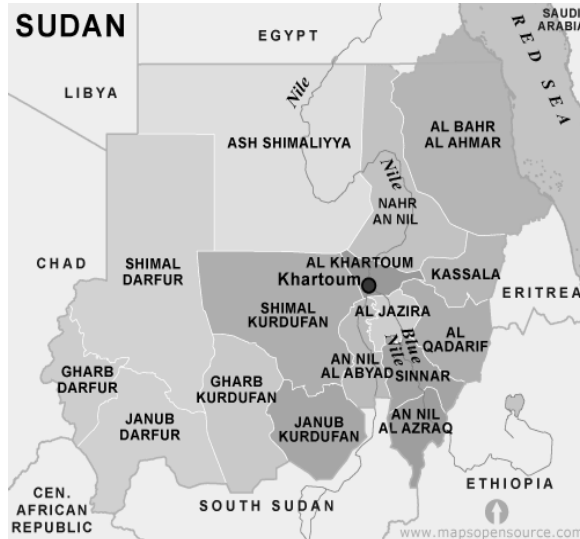 SUDAN
EGYPT
SAUDI
ARABIA
RED SEA
LIBYA
Nile
ASH SHIMALIYYA
AL BAHR
AL AHMAR
Nile
NAHR
AN NIL
CHAD
SHIMAL
DARFUR
AL KHARTOUM
Khartoum
KASSALA
ERITREA
SHIMAL
KURDUFAN
AL JAZIRA
AL
QADARIF
Blue
Nile
GHARB
DARFUR
GHARB
KURDUFAN
AN NIL
AL ABYAD
SINNAR
JANUB
DARFUR
JANUB
KURDUFAN
AN NIL
AL AZRAQ
CEN.
AFRICAN
REPUBLIC
SOUTH SUDAN
ETHIOPIA
www.mapsopensource.com